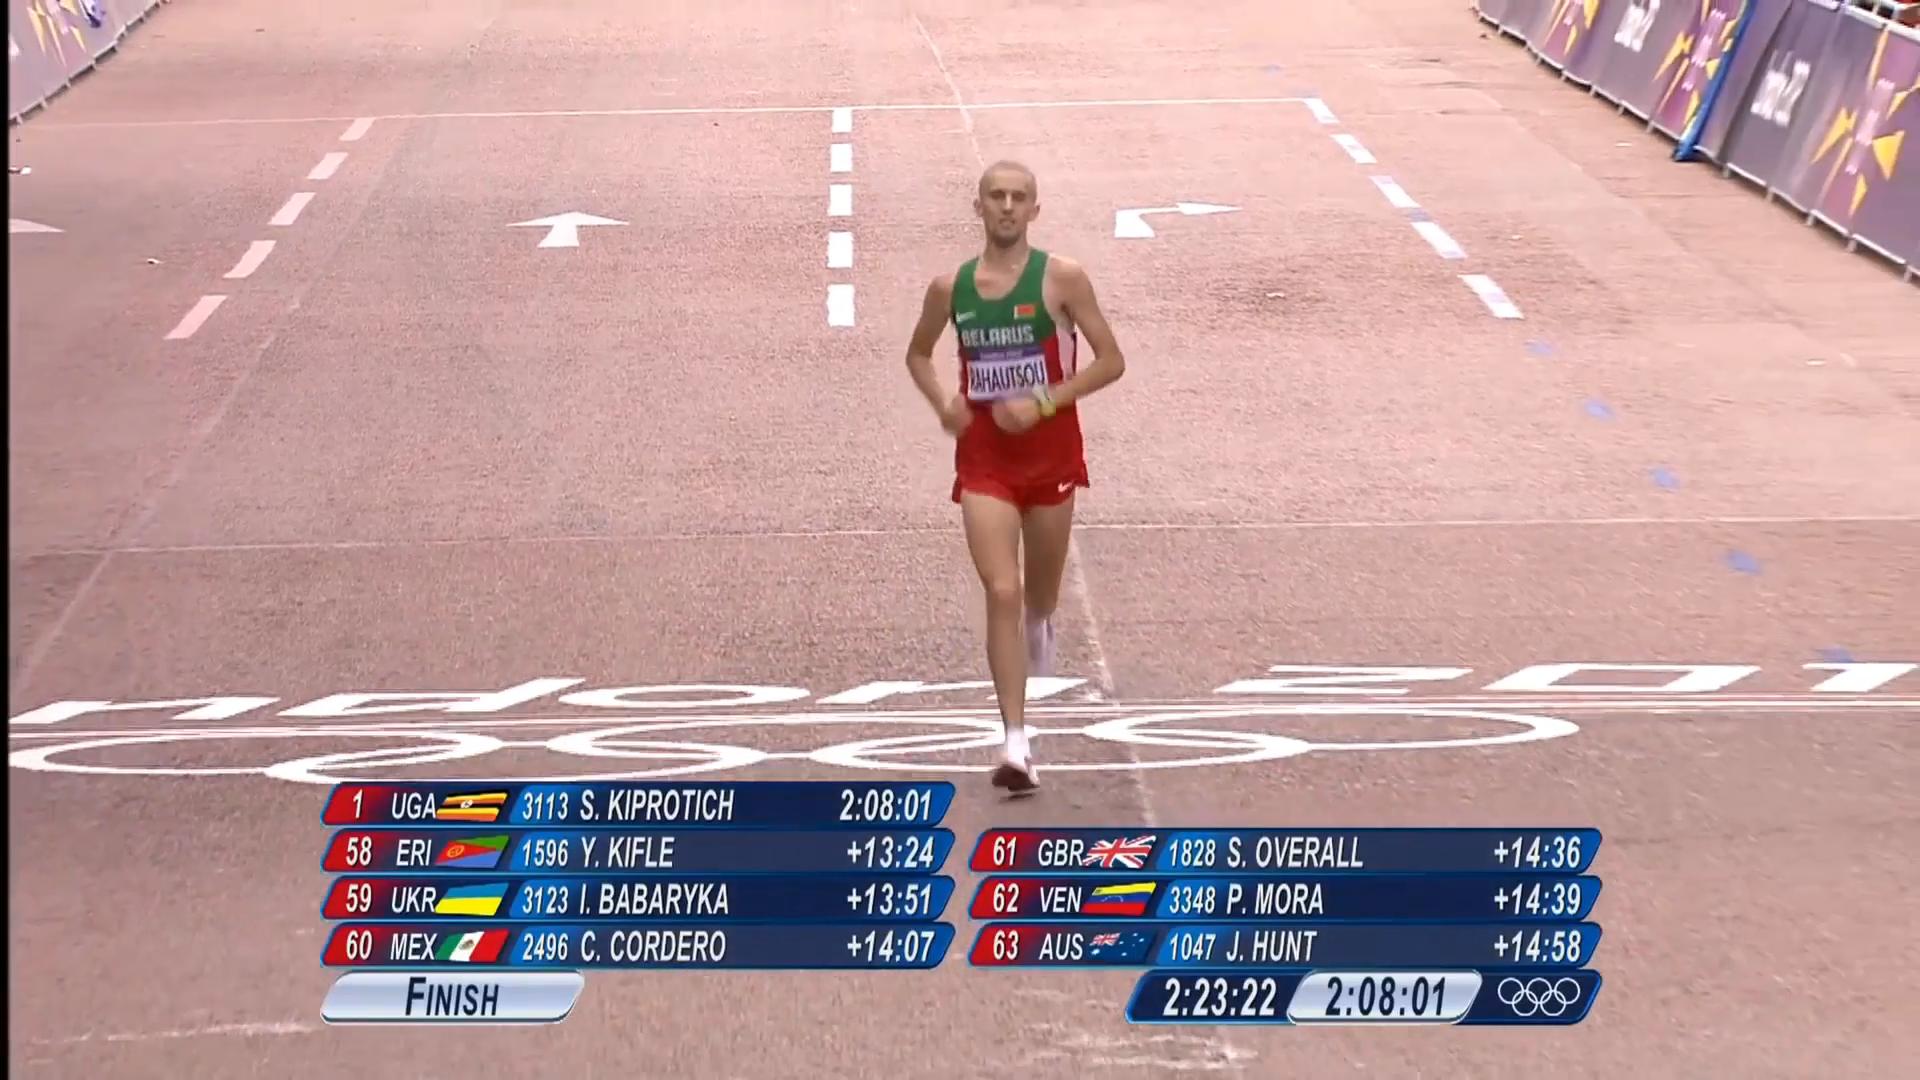 BELARUS
RAHAUTSOU
ndon 201
1 UGA 3113 S. KIPROTICH 2:08:01
58 ERI 1596 Y. KIFLE +13:24
59 UKR 3123 I. BABARYKA +13:51
60 MEX 2496 C. CORDERO +14:07
61 GBR 1828 S. OVERALL +14:36
62 VEN 3348 P. MORA +14:39
63 AUS 1047 J. HUNT +14:58
FINISH
2:23:22 2:08:01